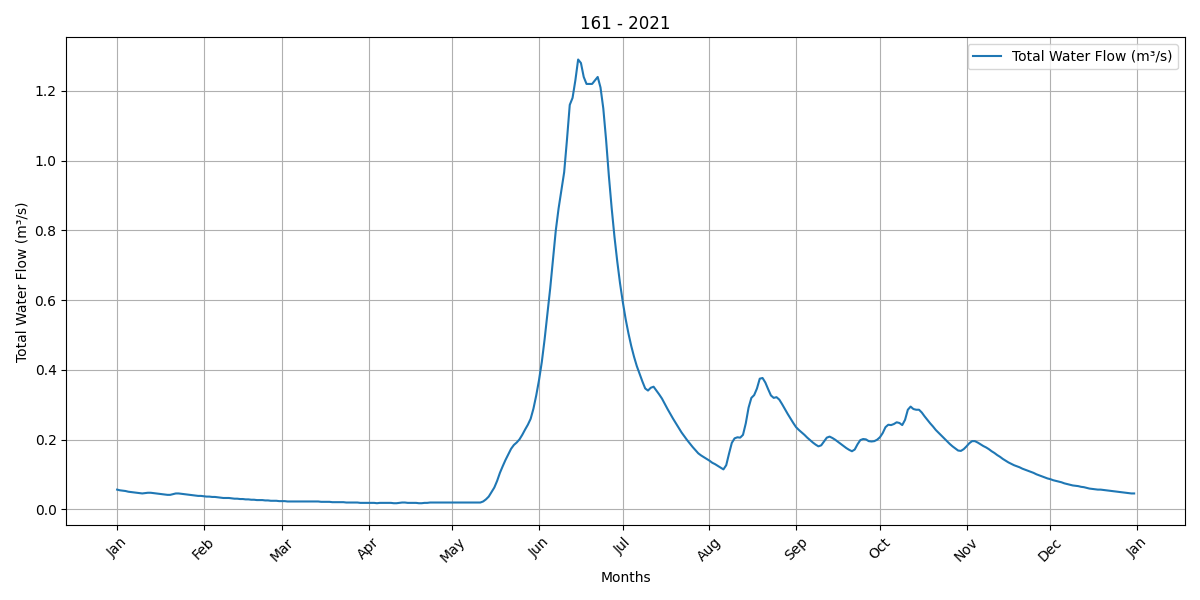 161 - 2021
Total Water Flow (m³/s)
Total Water Flow (m³/s)
1.2
1.0
0.8
0.6
0.4
0.2
0.0
Jan
Feb
Mar
Apr
May
Jun
Jul
Aug
Sep
Oct
Nov
Dec
Jan
Months